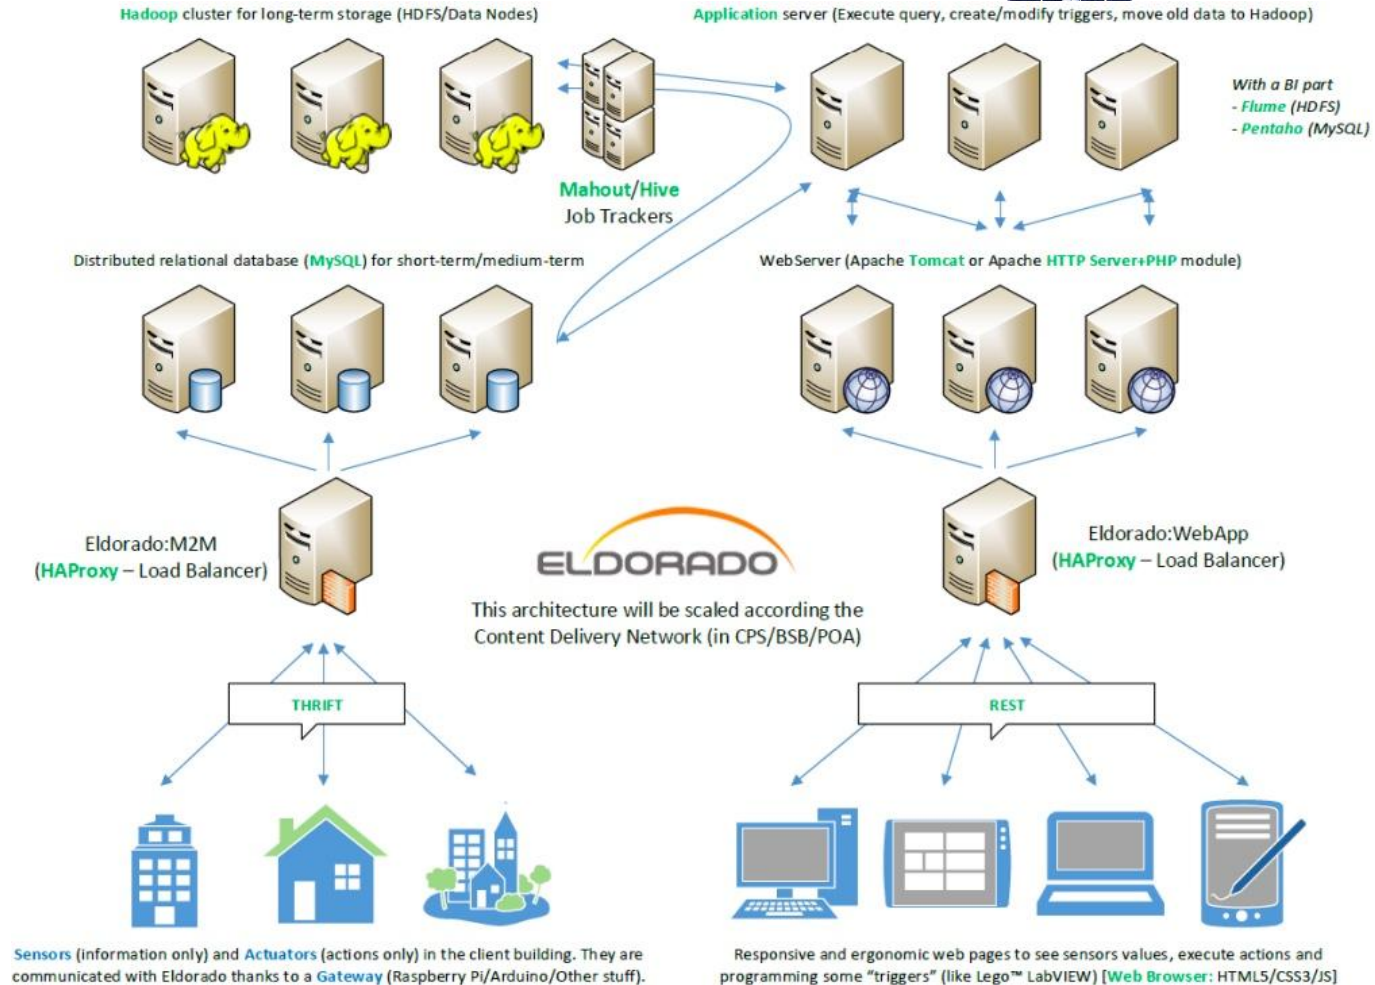 Hadoop cluster for long-term storage (HDFS/Data Nodes)
Application server (Execute query, create/modify triggers, move old data to Hadoop)
With a BI part
- Flume (HDFS)
- Pentaho (MySQL)
Mahout/Hive
Job Trackers
Distributed relational database (MySQL) for short-term/medium-term
WebServer (Apache Tomcat or Apache HTTP Server+PHP module)
Eldorado:M2M
(HAProxy – Load Balancer)
ELDORADO
This architecture will be scaled according the
Content Delivery Network (in CPS/BSB/POA)
Eldorado:WebApp
(HAProxy – Load Balancer)
THRIFT
REST
Sensors (information only) and Actuators (actions only) in the client building. They are
communicated with Eldorado thanks to a Gateway (Raspberry Pi/Arduino/Other stuff).
Responsive and ergonomic web pages to see sensors values, execute actions and
programming some “triggers” (like Lego™ LabVIEW) [Web Browser: HTML5/CSS3/JS]